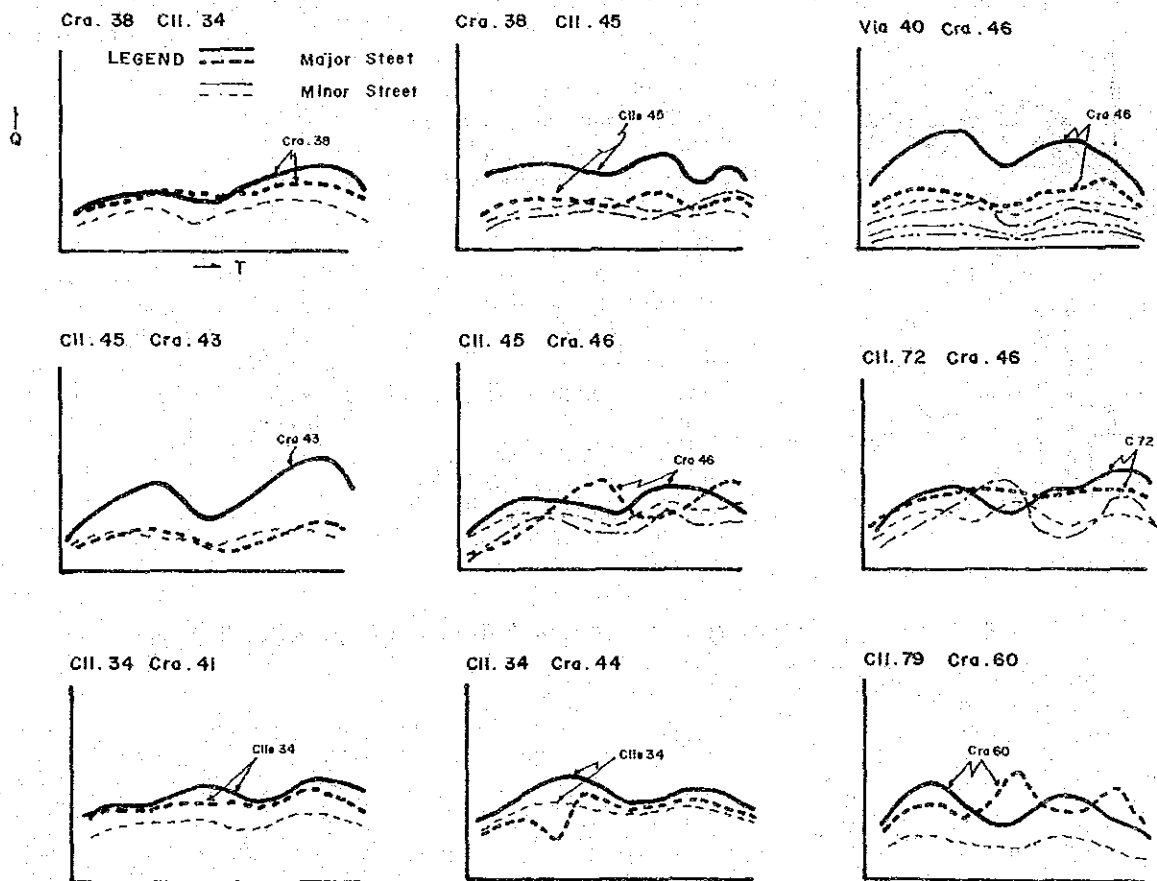 Cra. 38 Cll. 34
LEGEND
Major Steet
Minor Street
Q
Cra. 38
T
Cra. 38 Cll. 45
Clle 45
Via 40 Cra. 46
Cra 46
Cll. 45 Cra. 43
Cra 43
Cll. 45 Cra. 46
Cra 46
Cll. 72 Cra. 46
C 72
Cll. 34 Cra. 41
Clle 34
Cll. 34 Cra. 44
Clle 34
Cll. 79 Cra. 60
Cra 60